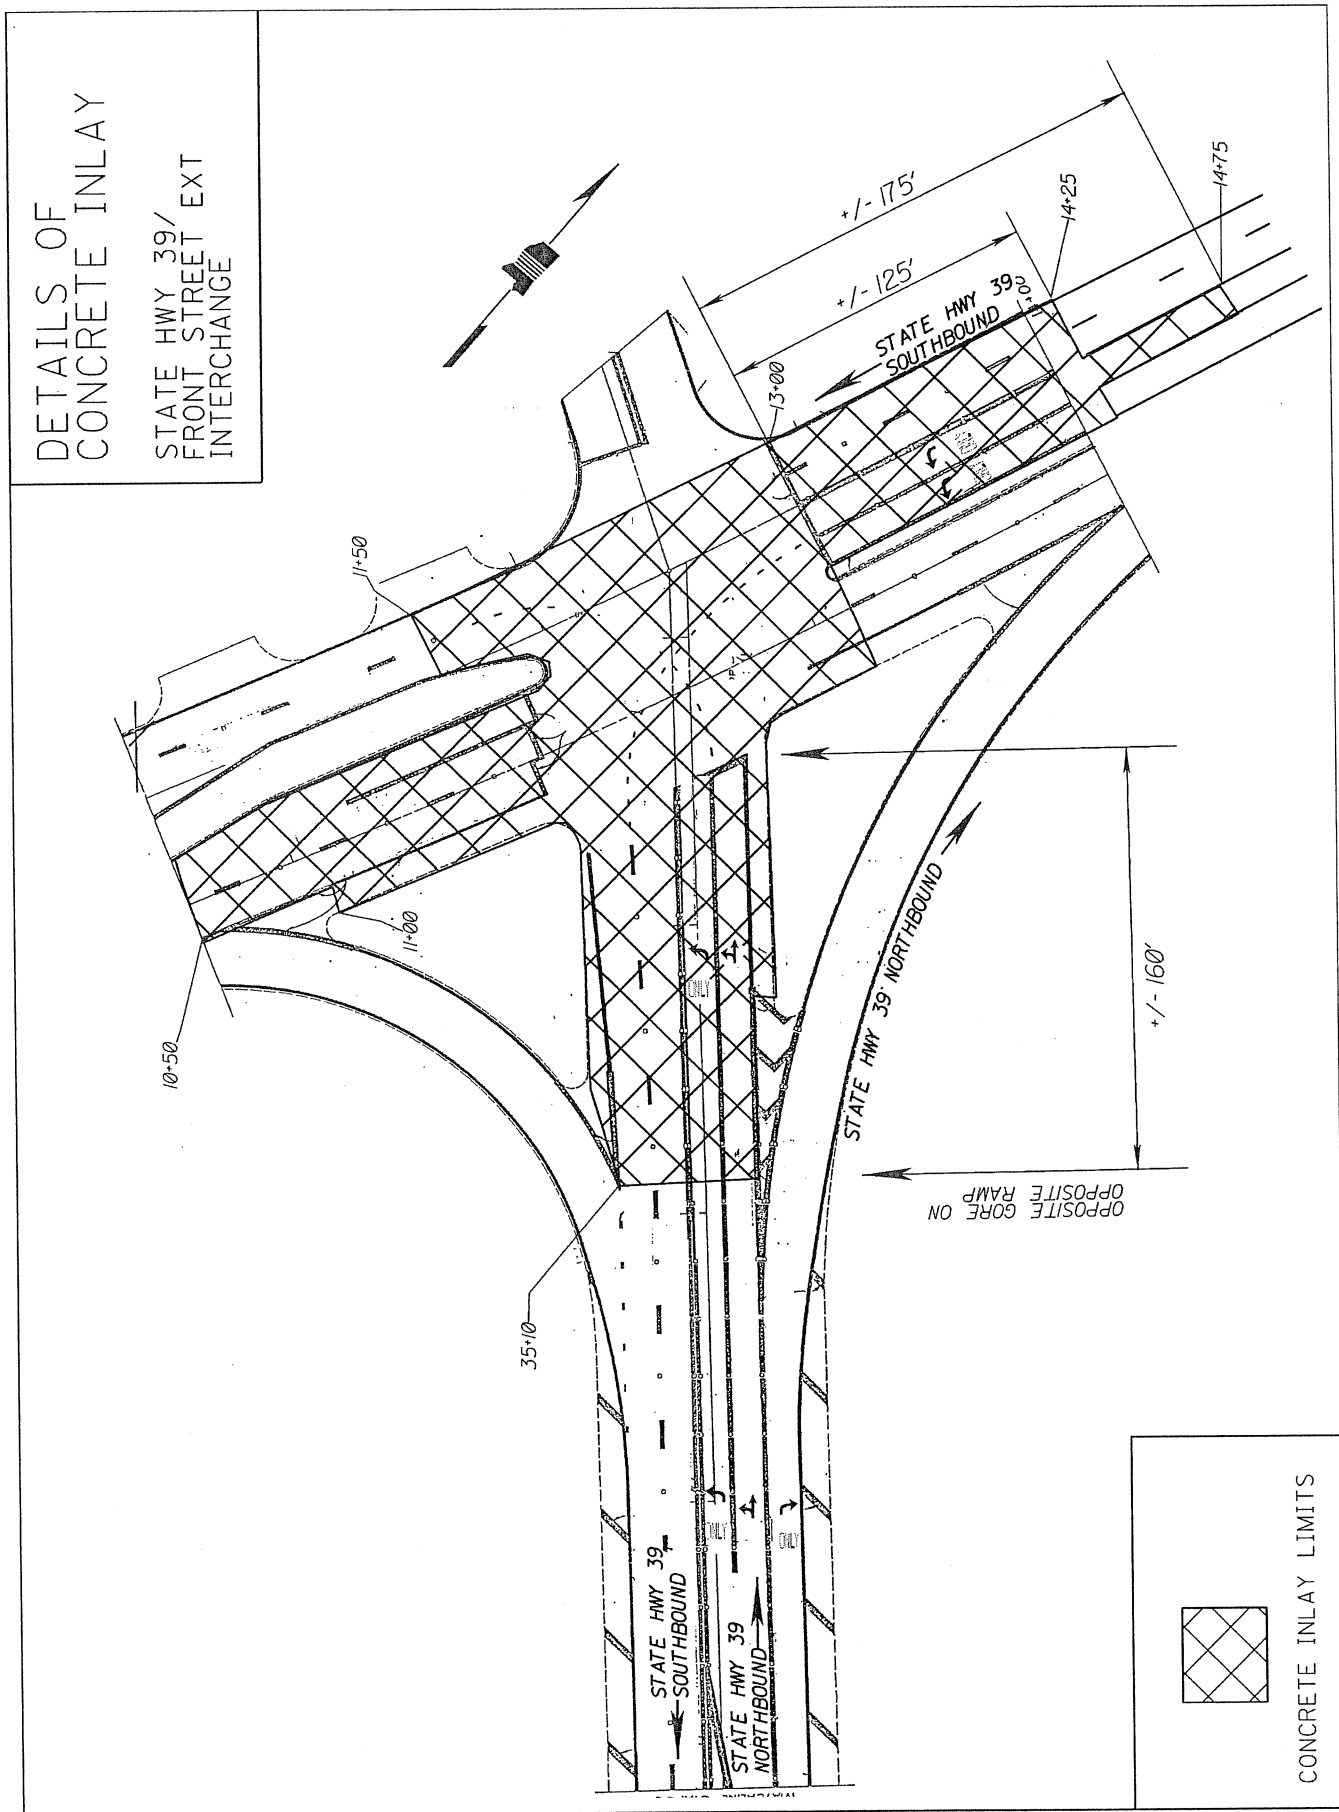 DETAILS OF
CONCRETE INLAY
STATE HWY 39/
FRONT STREET EXT
INTERCHANGE
+/- 175'
+/- 125'
STATE HWY 39
SOUTHBOUND
14+25
14+75
13+00
11+50
ONLY
ONLY
11+00
10+50
ONLY
STATE HWY 39 NORTHBOUND
+/- 160'
OPPOSITE GORE ON
OPPOSITE RAMP
35+10
ONLY
ONLY
STATE HWY 39
SOUTHBOUND
STATE HWY 39
NORTHBOUND
CONCRETE INLAY LIMITS